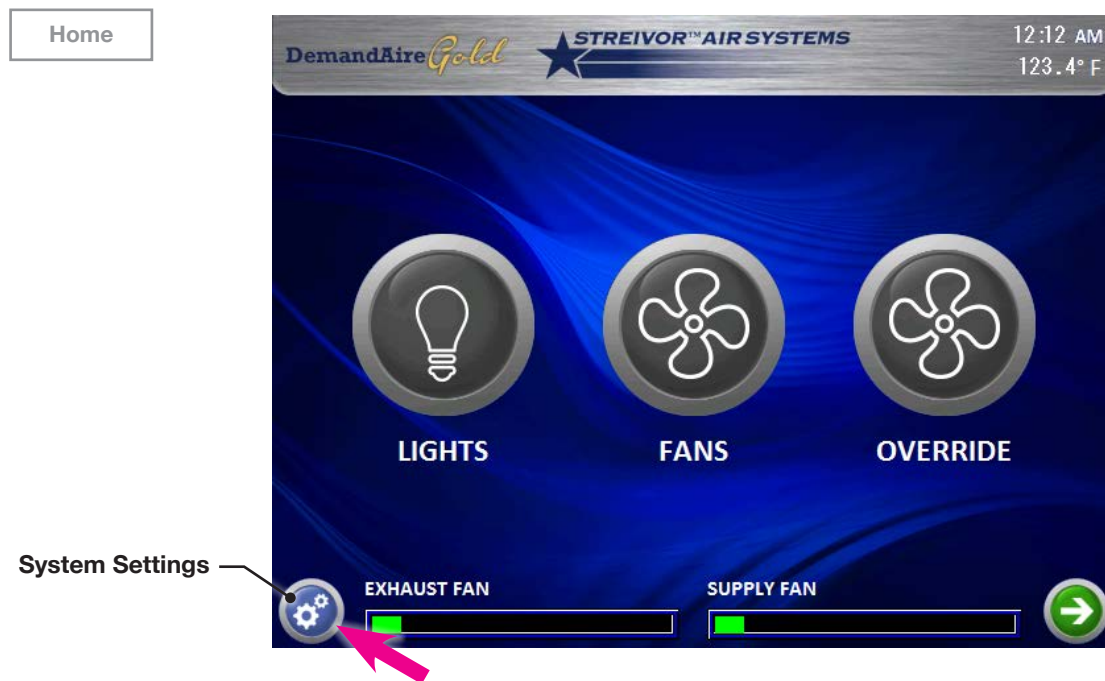 Home
DemandAire Gold
STREIVOR™ AIR SYSTEMS
12:12 AM
123.4° F
LIGHTS
FANS
OVERRIDE
System Settings
EXHAUST FAN
SUPPLY FAN